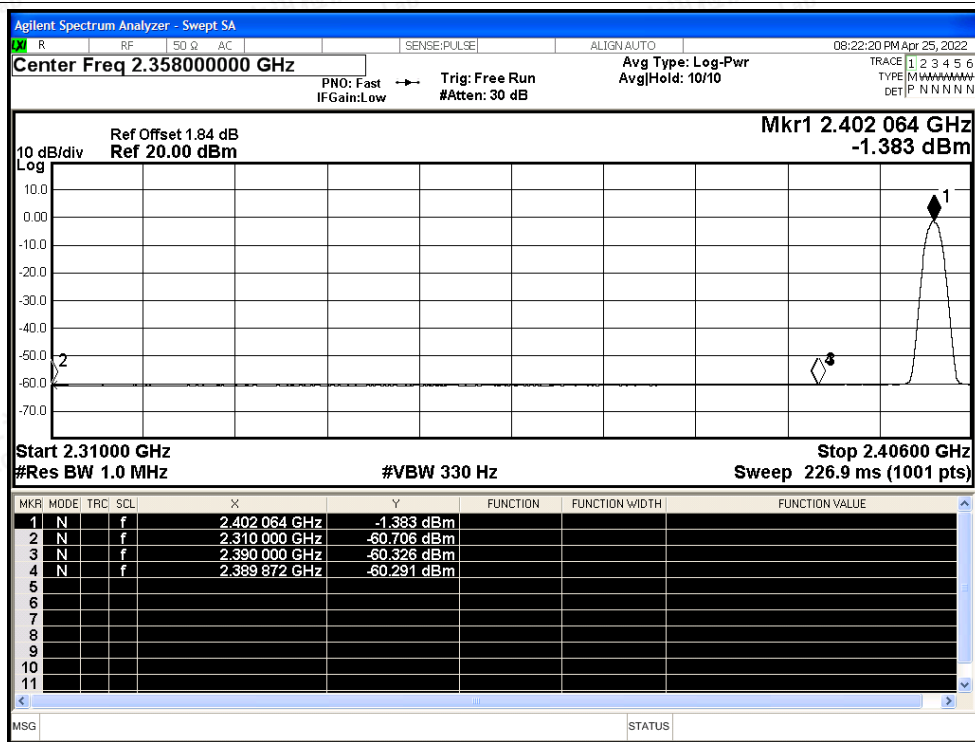 Agilent Spectrum Analyzer - Swept SA
LXI R RF 50 Ω AC SENSE:PULSE ALIGNAUTO 08:22:20 PM Apr 25, 2022
Center Freq 2.358000000 GHz
PNO: Fast Trig: Free Run Avg Type: Log-Pwr TRACE 1 2 3 4 5 6
IFGain:Low #Atten: 30 dB Avg|Hold: 10/10 TYPE M
DET P N N N N N
Mkr1 2.402 064 GHz
-1.383 dBm
Ref Offset 1.84 dB
10 dB/div Ref 20.00 dBm
Log
10.0
0.00
-10.0
-20.0
-30.0
-40.0
-50.0
-60.0
-70.0
1
2
Start 2.31000 GHz Stop 2.40600 GHz
#Res BW 1.0 MHz #VBW 330 Hz Sweep 226.9 ms (1001 pts)
MKR MODE TRC SCL X Y FUNCTION FUNCTION WIDTH FUNCTION VALUE
1 N f 2.402 064 GHz -1.383 dBm
2 N f 2.310 000 GHz -60.706 dBm
3 N f 2.390 000 GHz -60.326 dBm
4 N f 2.389 872 GHz -60.291 dBm
5
6
7
8
9
10
11
MSG STATUS